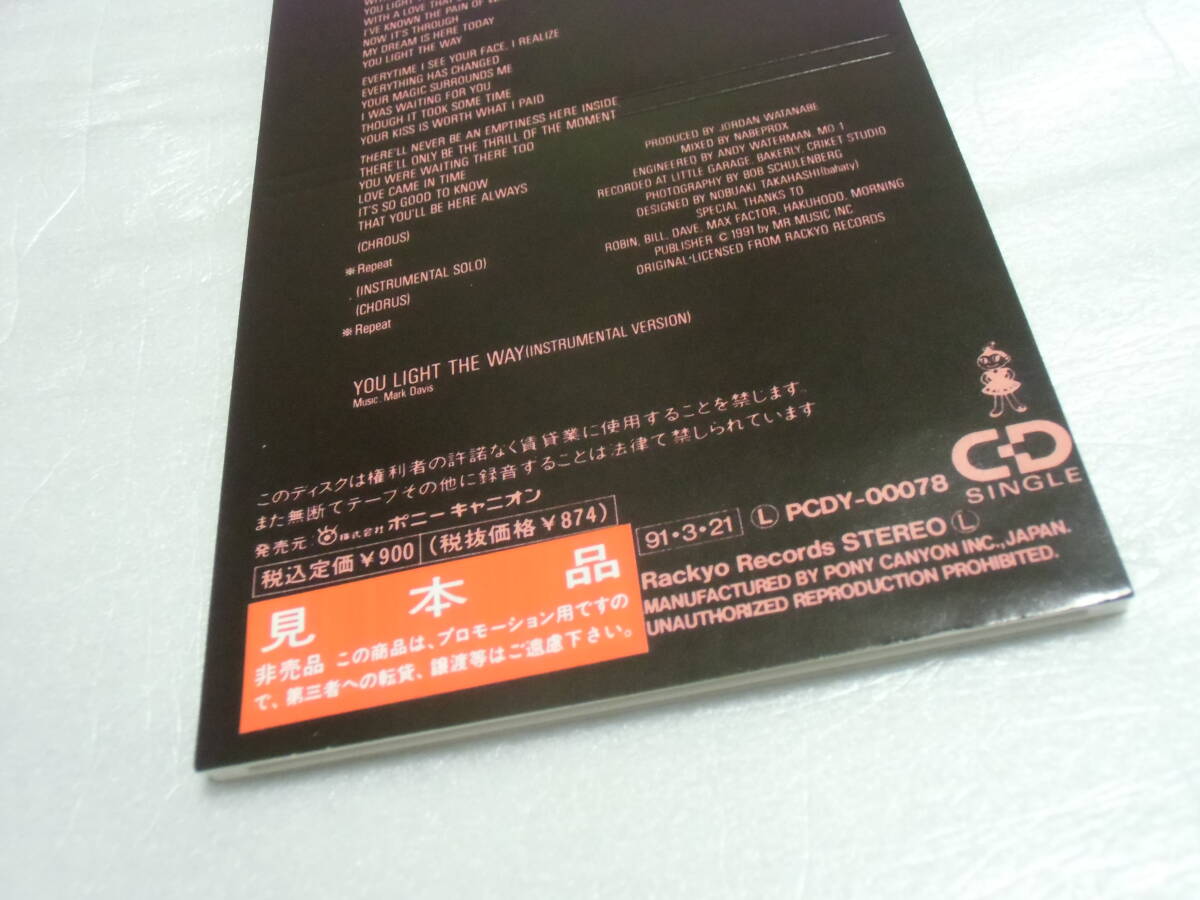 YOU LIGHT
WITH A LOVE THAT
I'VE KNOWN THE PAIN OF
NOW IT'S THROUGH
MY DREAM IS HERE TODAY
YOU LIGHT THE WAY
EVERYTIME I SEE YOUR FACE, I REALIZE
EVERYTHING HAS CHANGED
YOUR MAGIC SURROUNDS ME
I WAS WAITING FOR YOU
THOUGH IT TOOK SOME TIME
YOUR KISS IS WORTH WHAT I PAID
THERE'LL NEVER BE AN EMPTINESS HERE INSIDE
THERE'LL ONLY BE THE THRILL OF THE MOMENT
YOU WERE WAITING THERE TOO
LOVE CAME IN TIME
IT'S SO GOOD TO KNOW
THAT YOU'LL BE HERE ALWAYS
(CHROUS)
※Repeat
(INSTRUMENTAL SOLO)
(CHORUS)
※Repeat
PRODUCED BY JORDAN WATANABE
MIXED BY NABEPROX
ENGINEERED BY ANDY WATERMAN, MO 1
RECORDED AT LITTLE GARAGE, BAKERLY, CRIKET STUDIO
PHOTOGRAPHY BY BOB SCHULENBERG
DESIGNED BY NOBUAKI TAKAHASHI(bahaty)
SPECIAL THANKS TO
ROBIN, BILL, DAVE, MAX FACTOR, HAKUHODO, MORNING
PUBLISHER © 1991 by MR MUSIC INC
ORIGINAL・LICENSED FROM RACKYO RECORDS
YOU LIGHT THE WAY(INSTRUMENTAL VERSION)
Music. Mark Davis
このディスクは権利者の許諾なく賃貸業に使用することを禁じます。
また無断てテープその他に録音することは法律て禁じられています
発売元:株式会社ポニーキャニオン
税込定価￥900 (税抜価格￥874)
91・3・21 Ⓛ PCDY-00078
CD
SINGLE
Rackyo Records STEREO Ⓛ
MANUFACTURED BY PONY CANYON INC., JAPAN.
UNAUTHORIZED REPRODUCTION PROHIBITED.
見本品
非売品 この商品は、プロモーション用ですの
で、第三者への転貸、譲渡等はご遠慮下さい。